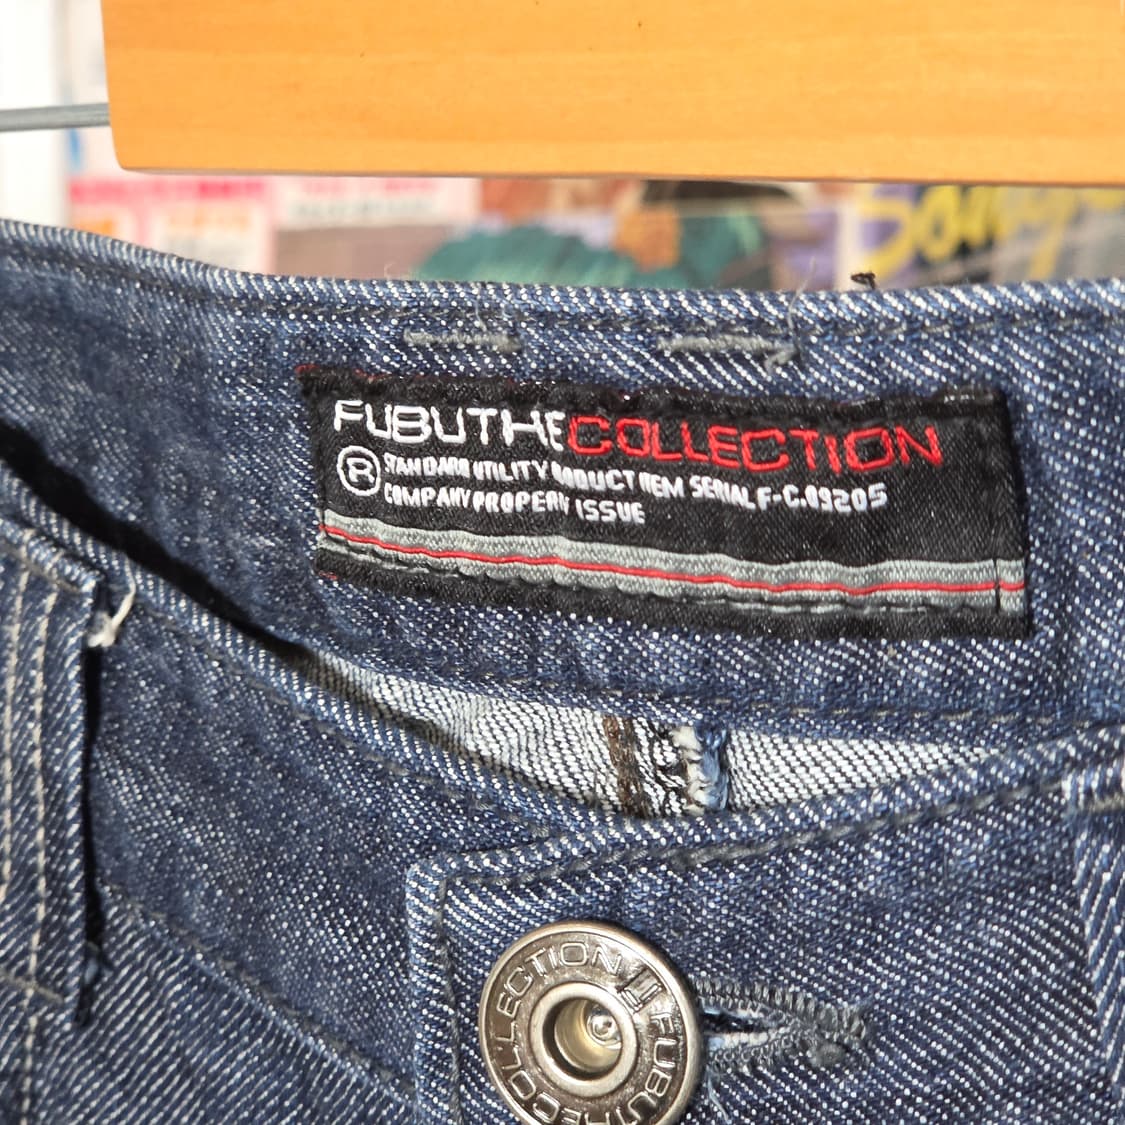 FUBUTHECOLLECTION
® STANDARD UTILITY PRODUCT ITEM SERIAL F-C.09205
COMPANY PROPERTY ISSUE
FUBUTHECOLLECTION